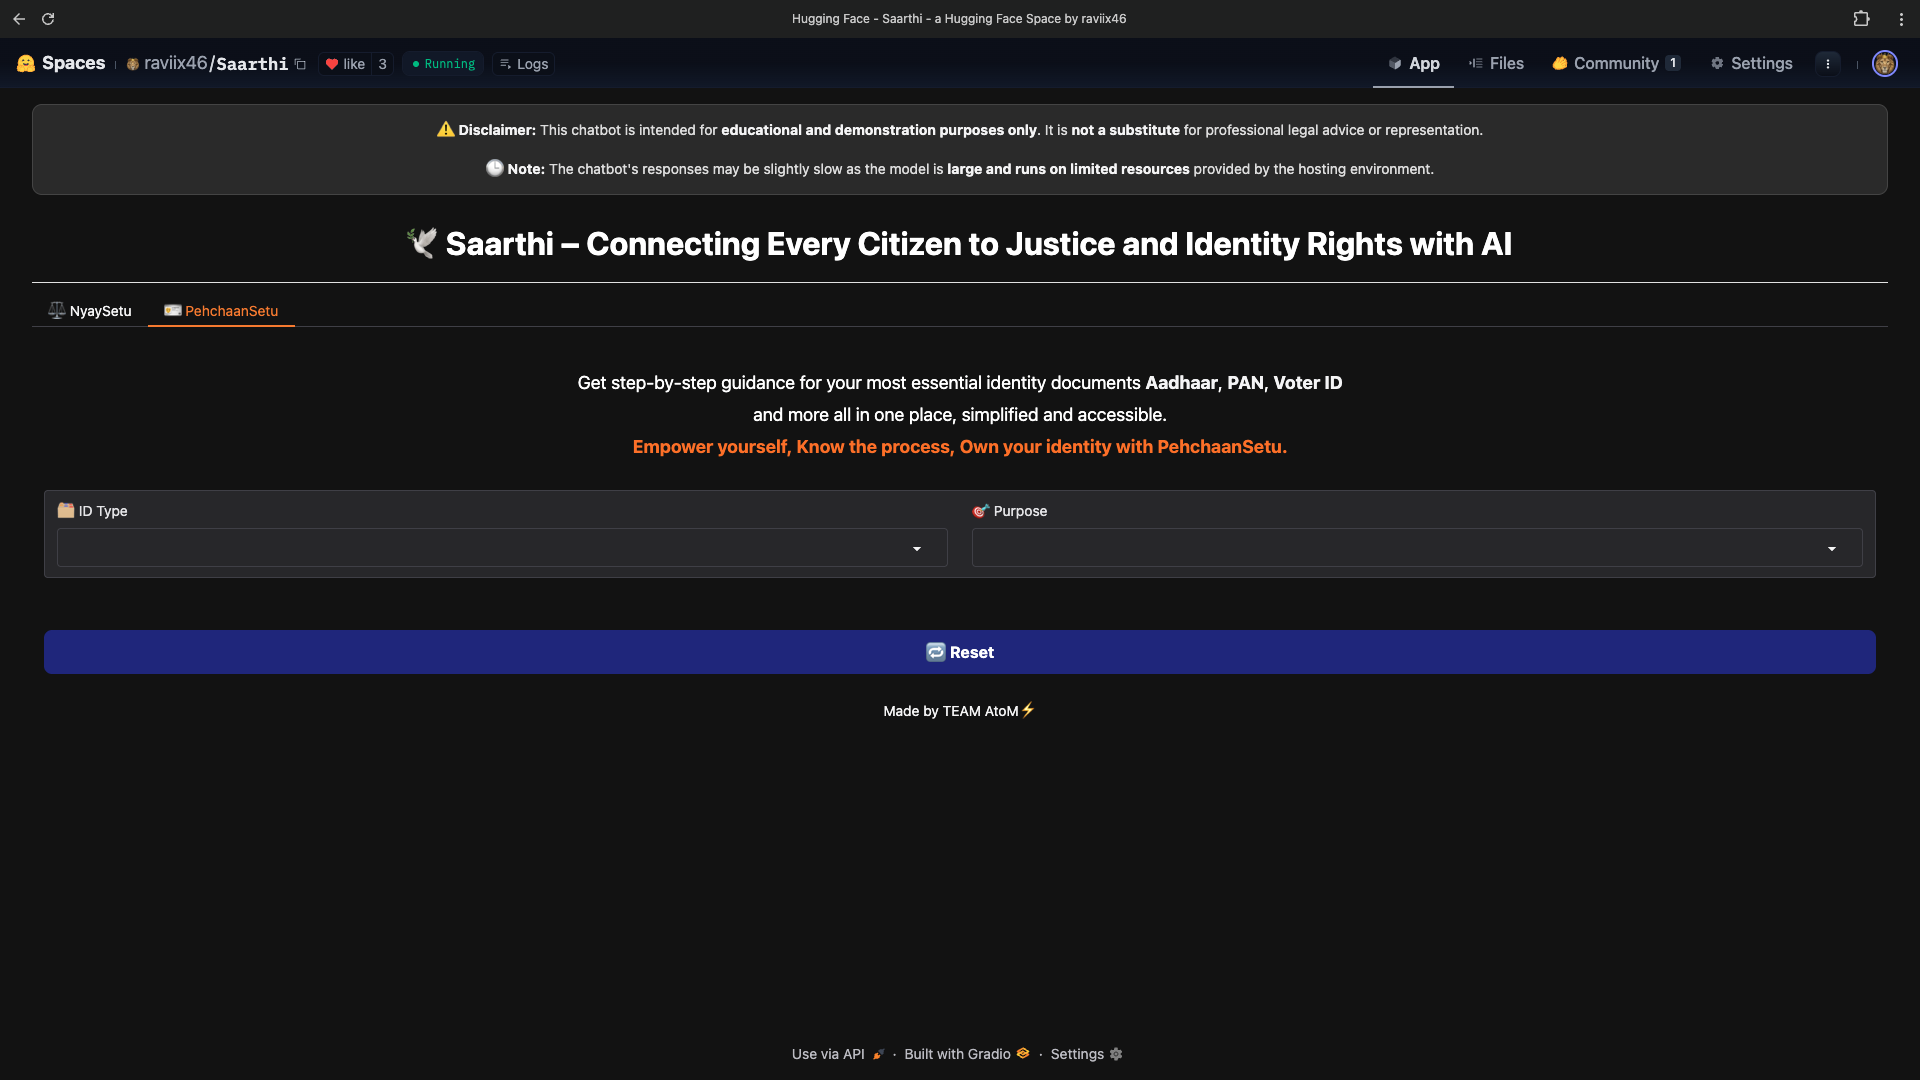 Hugging Face - Saarthi - a Hugging Face Space by raviix46
Spaces raviix46/Saarthi like 3 Running Logs App Files Community 1 Settings
⚠️ Disclaimer: This chatbot is intended for educational and demonstration purposes only. It is not a substitute for professional legal advice or representation.
🕒 Note: The chatbot's responses may be slightly slow as the model is large and runs on limited resources provided by the hosting environment.
🕊️ Saarthi – Connecting Every Citizen to Justice and Identity Rights with AI
⚖️ NyaySetu 🪪 PehchaanSetu
Get step-by-step guidance for your most essential identity documents Aadhaar, PAN, Voter ID
and more all in one place, simplified and accessible.
Empower yourself, Know the process, Own your identity with PehchaanSetu.
🗂️ ID Type 🎯 Purpose
🔁 Reset
Made by TEAM AtoM⚡
Use via API 🚀 · Built with Gradio · Settings ⚙️